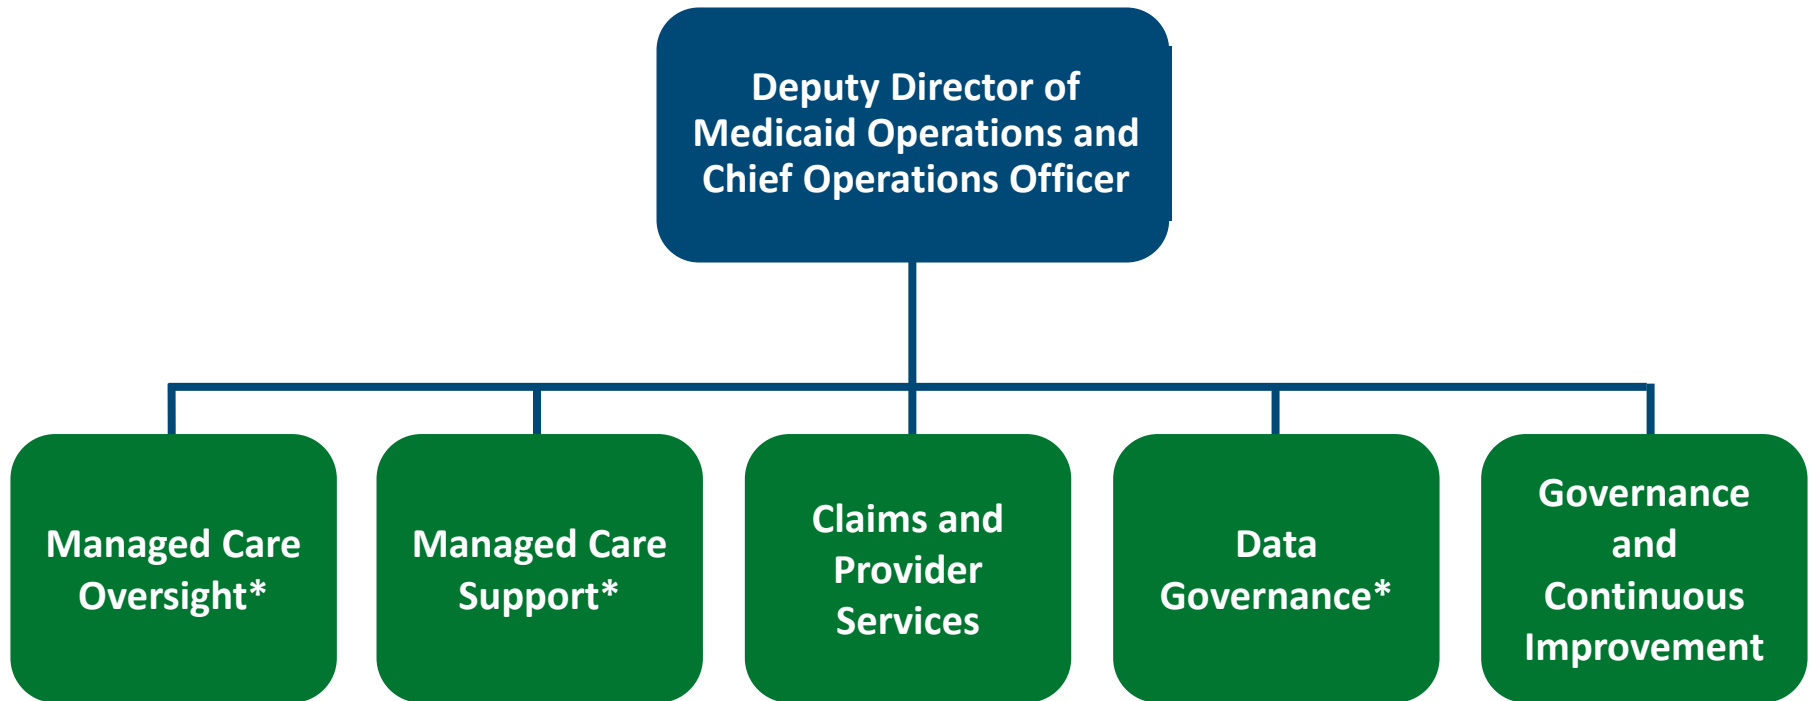 Deputy Director of
Medicaid Operations and
Chief Operations Officer
Managed Care
Oversight*
Managed Care
Support*
Claims and
Provider
Services
Data
Governance*
Governance
and
Continuous
Improvement